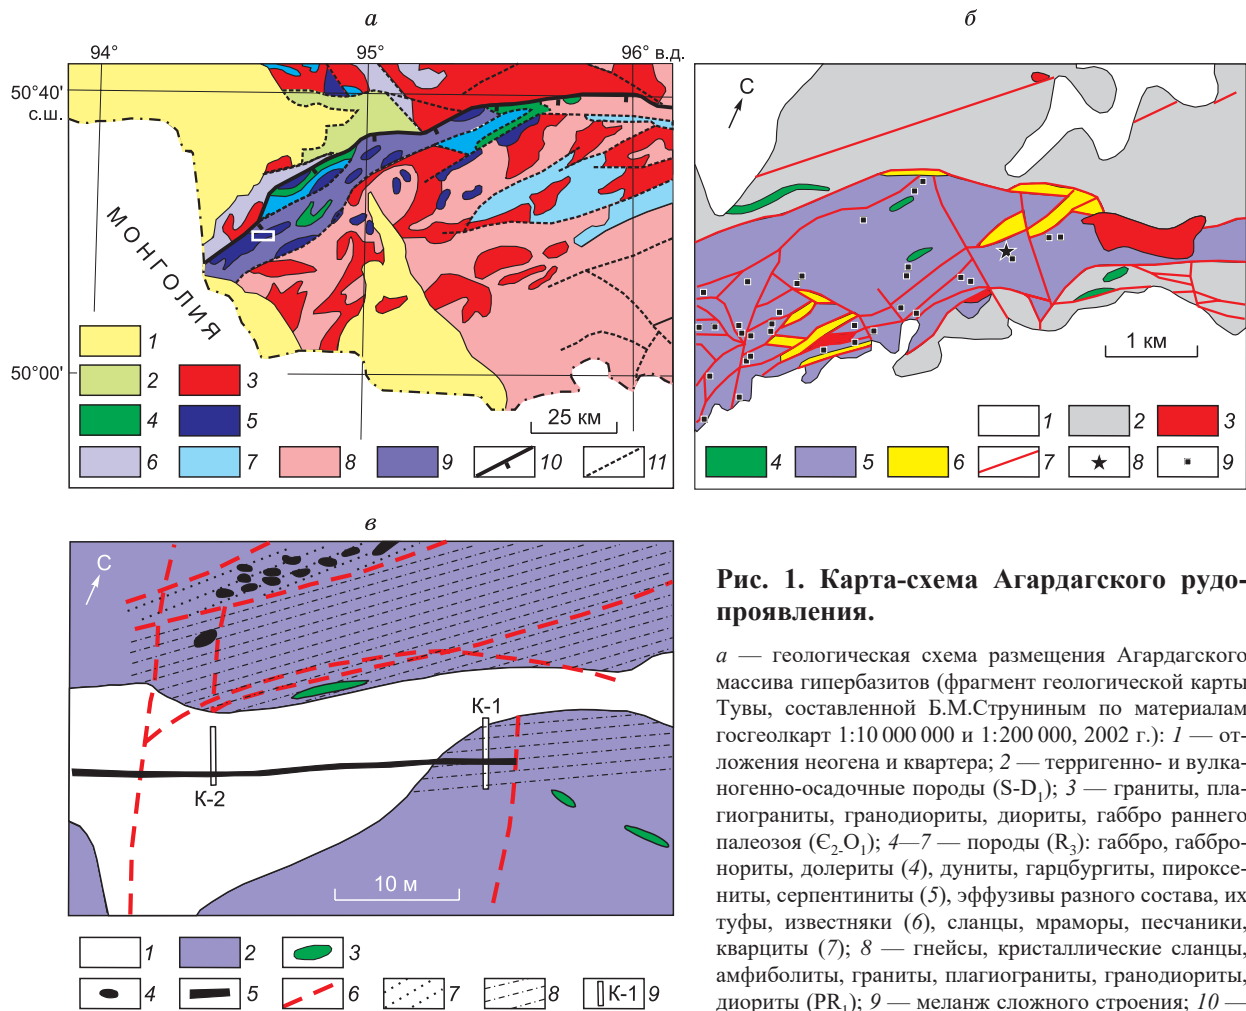 а
б
94°
95°
96° в.д.
50°40'
с.ш.
МОНГОЛИЯ
50°00'
1
2
3
4
5
6
7
8
9
10
11
25 км
С
1 км
1
2
3
4
5
6
7
8
9
в
С
К-1
К-2
10 м
1
2
3
4
5
6
7
8
К-1
9
Рис. 1. Карта-схема Агардагского рудо-
проявления.
а — геологическая схема размещения Агардагского
массива гипербазитов (фрагмент геологической карты
Тувы, составленной Б.М.Струниным по материалам
госгеолкарт 1:10 000 000 и 1:200 000, 2002 г.): 1 — от-
ложения неогена и квартера; 2 — терригенно- и вулка-
ногенно-осадочные породы (S-D₁); 3 — граниты, пла-
гиограниты, гранодиориты, диориты, габбро раннего
палеозоя (Є₂-O₁); 4—7 — породы (R₃): габбро, габбро-
нориты, долериты (4), дуниты, гарцбургиты, пироксе-
ниты, серпентиниты (5), эффузивы разного состава, их
туфы, известняки (6), сланцы, мраморы, песчаники,
кварциты (7); 8 — гнейсы, кристаллические сланцы,
амфиболиты, граниты, плагиограниты, гранодиориты,
диориты (PR₁); 9 — меланж сложного строения; 10 —